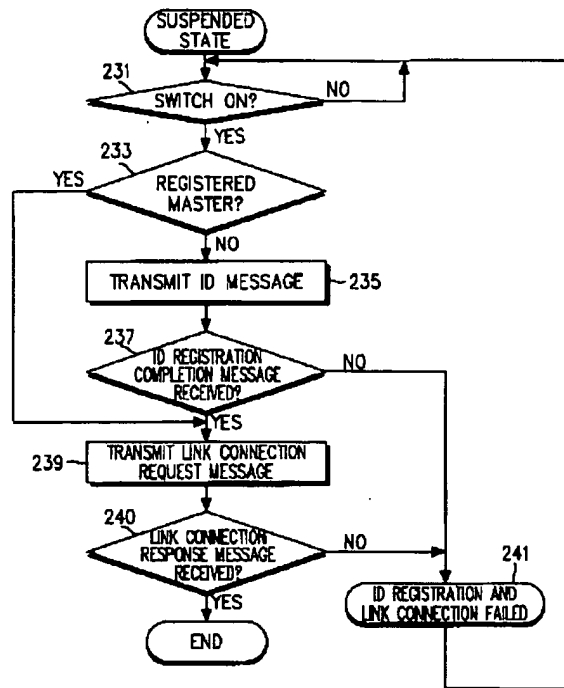 SUSPENDED
STATE
231
SWITCH ON?
NO
YES
233
YES
REGISTERED
MASTER?
NO
TRANSMIT ID MESSAGE
235
237
ID REGISTRATION
COMPLETION MESSAGE
RECEIVED?
NO
YES
239
TRANSMIT LINK CONNECTION
REQUEST MESSAGE
240
LINK CONNECTION
RESPONSE MESSAGE
RECEIVED?
NO
241
ID REGISTRATION AND
LINK CONNECTION FAILED
YES
END